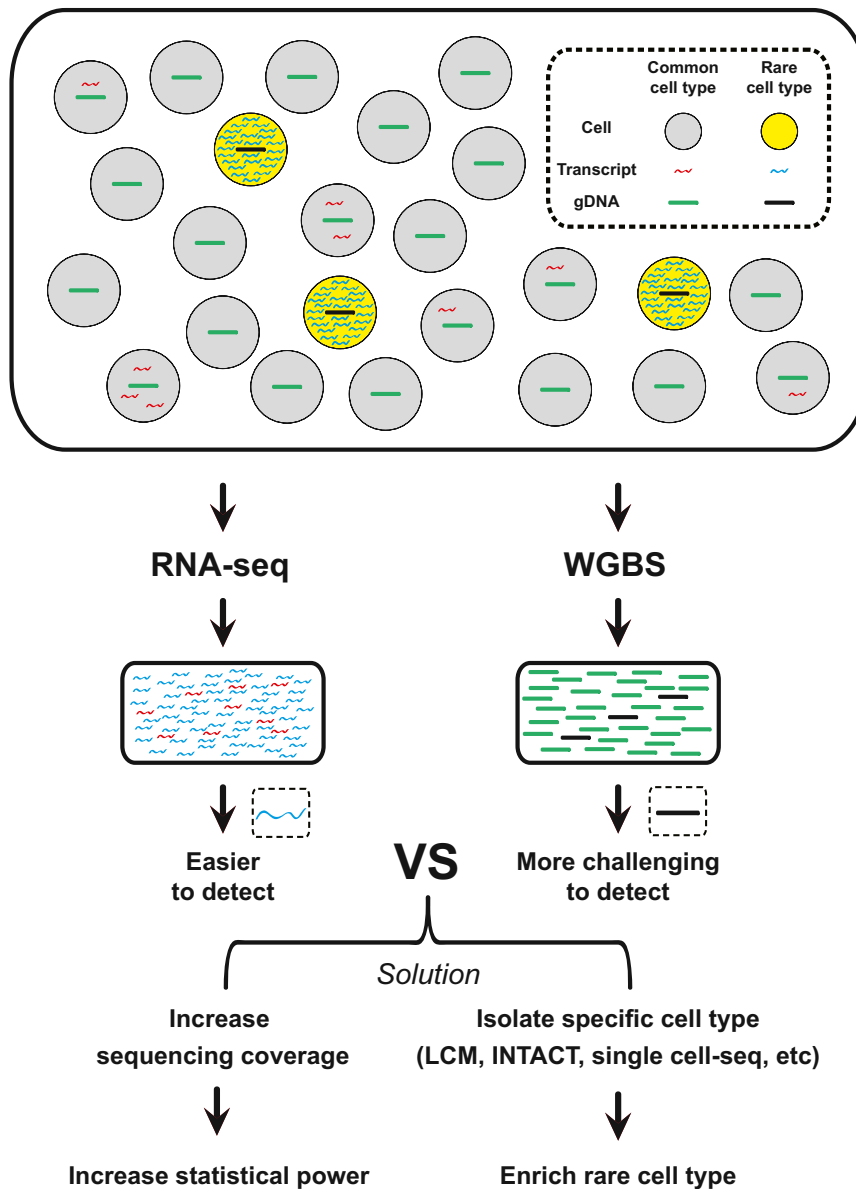 Common
cell type
Rare
cell type
Cell
Transcript
gDNA
RNA-seq
WGBS
Easier
to detect
VS
More challenging
to detect
Solution
Increase
sequencing coverage
Isolate specific cell type
(LCM, INTACT, single cell-seq, etc)
Increase statistical power
Enrich rare cell type